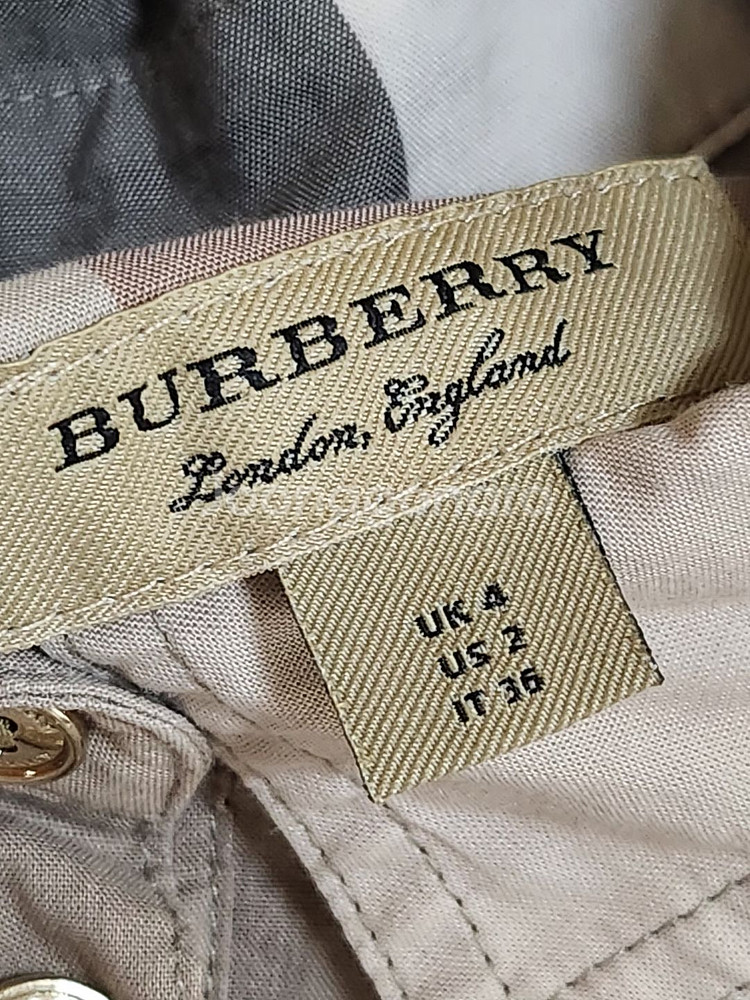 BURBERRY
London, England
UK 4
US 2
IT 36